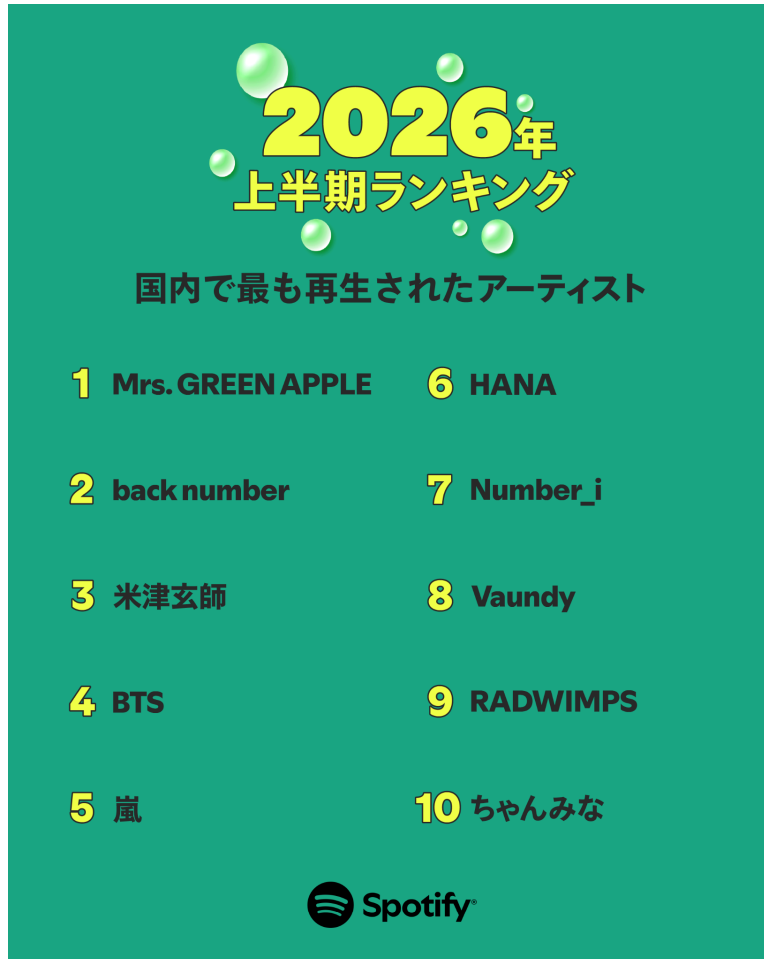 2026年
上半期ランキング
国内で最も再生されたアーティスト
1 Mrs. GREEN APPLE
2 back number
3 米津玄師
4 BTS
5 嵐
6 HANA
7 Number_i
8 Vaundy
9 RADWIMPS
10 ちゃんみな
Spotify®